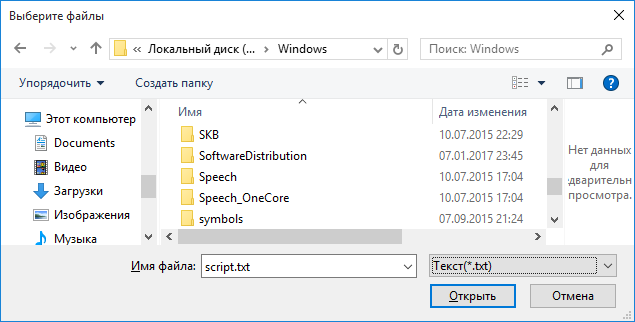 Выберите файлы
« Локальный диск (... › Windows
Поиск: Windows
Упорядочить Создать папку ?
Этот компьютер
Documents
Видео
Загрузки
Изображения
Музыка
Имя Дата изменения
SKB 10.07.2015 22:29
SoftwareDistribution 07.01.2017 23:45
Speech 10.07.2015 17:04
Speech_OneCore 10.07.2015 17:04
symbols 07.09.2015 21:24
Нет данных
для
едварительн
просмотра.
Имя файла: script.txt Текст(*.txt)
Открыть Отмена